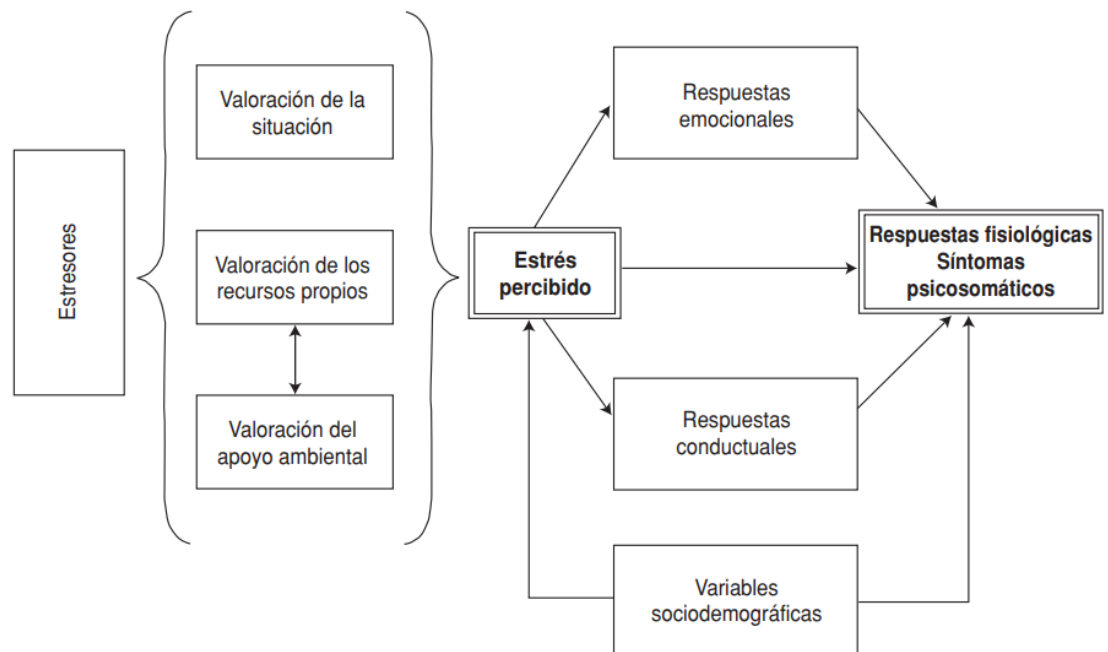 Estresores
Valoración de la
situación
Valoración de los
recursos propios
Valoración del
apoyo ambiental
Estrés
percibido
Respuestas
emocionales
Respuestas
conductuales
Variables
sociodemográficas
Respuestas fisiológicas
Síntomas
psicosomáticos